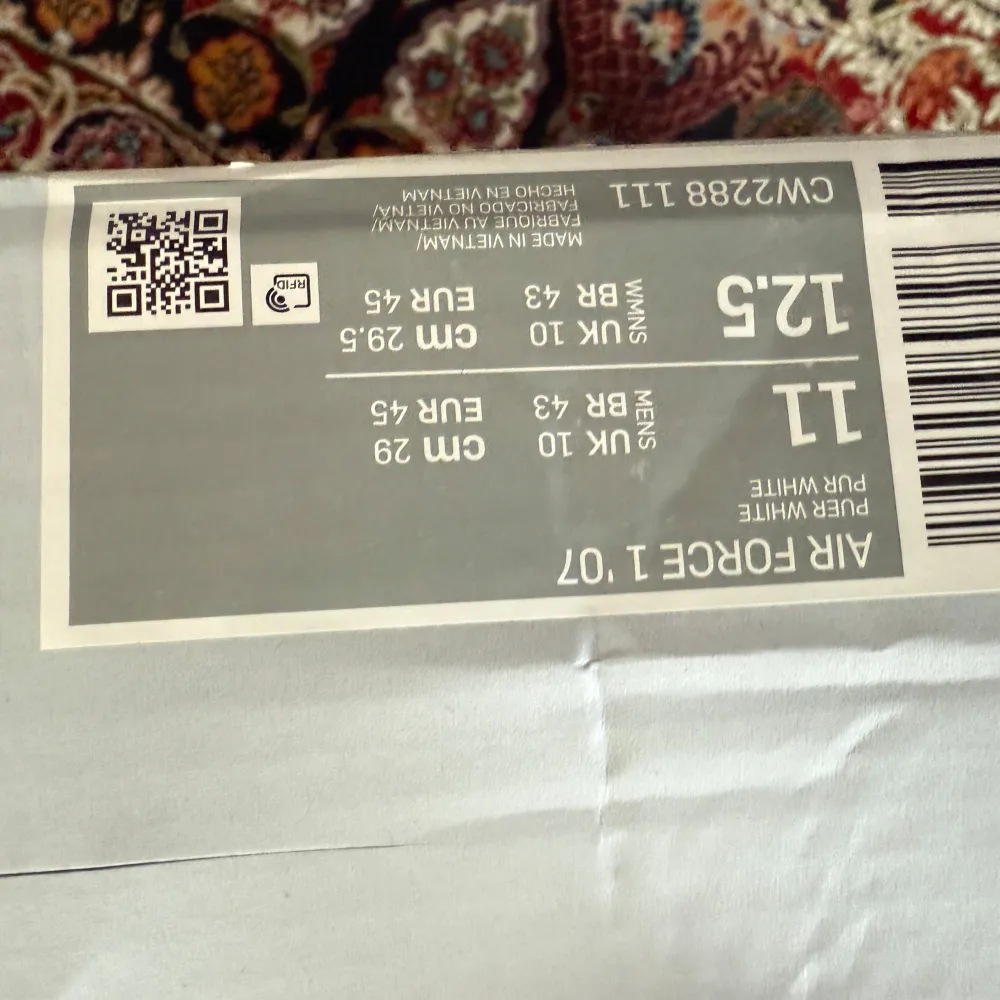 AIR FORCE 1 '07
PUER WHITE
PUR WHITE
11
MENS
UK 10
cm 29
BR 43
EUR 45
12.5
WMNS
UK 10
cm 29.5
BR 43
EUR 45
RFID
CW2288 111
MADE IN VIETNAM/
FABRIQUE AU VIETNAM/
FABRICADO NO VIETNA/
HECHO EN VIETNAM